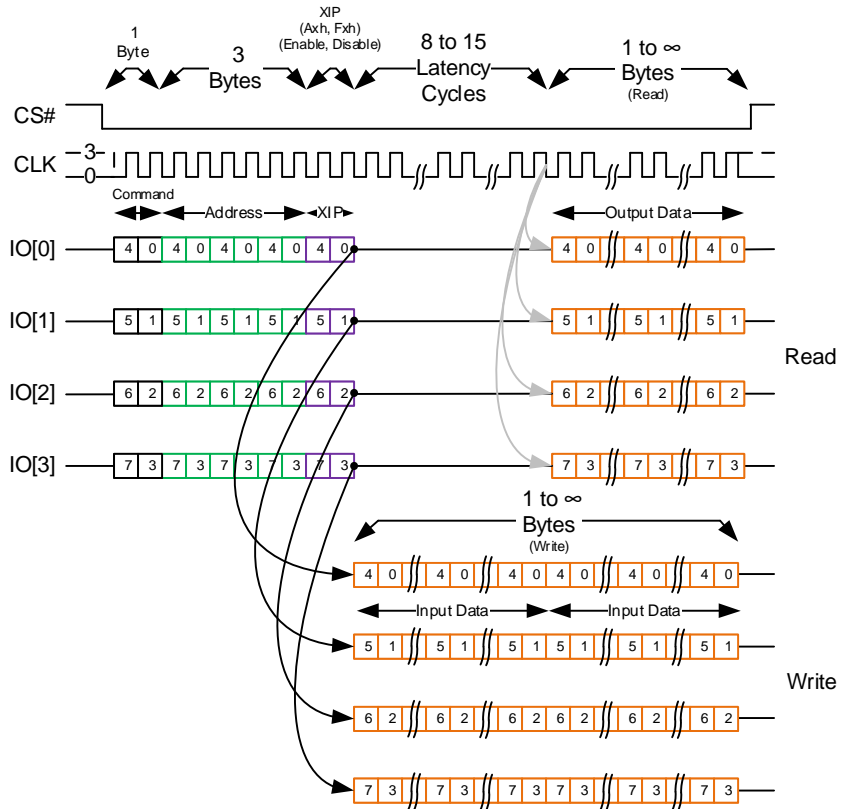 1
Byte
3
Bytes
XIP
(Axh, Fxh)
(Enable, Disable)
8 to 15
Latency
Cycles
1 to ∞
Bytes
(Read)
CS#
CLK
3
0
Command
Address
XIP
Output Data
IO[0] 4 0 4 0 4 0 4 0 4 0 4 0 4 0 4 0
IO[1] 5 1 5 1 5 1 5 1 5 1 5 1 5 1 5 1
IO[2] 6 2 6 2 6 2 6 2 6 2 6 2 6 2 6 2
IO[3] 7 3 7 3 7 3 7 3 7 3 7 3 7 3 7 3
Read
1 to ∞
Bytes
(Write)
4 0 4 0 4 0 4 0 4 0 4 0
Input Data Input Data
5 1 5 1 5 1 5 1 5 1 5 1
Write
6 2 6 2 6 2 6 2 6 2 6 2
7 3 7 3 7 3 7 3 7 3 7 3